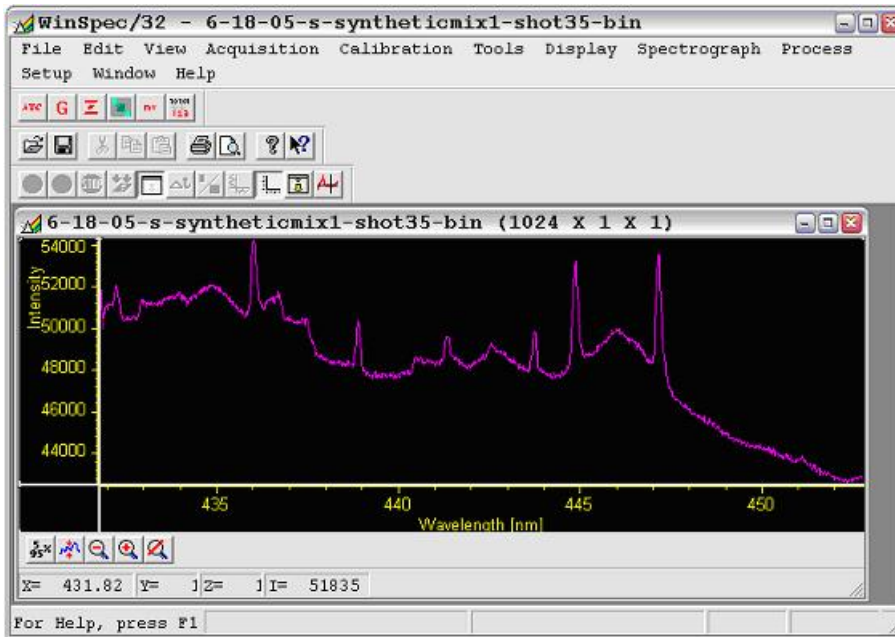 WinSpec/32 - 6-18-05-s-syntheticmix1-shot35-bin
File Edit View Acquisition Calibration Tools Display Spectrograph Process
Setup Window Help
G
6-18-05-s-syntheticmix1-shot35-bin (1024 X 1 X 1)
54000
52000
50000
48000
46000
44000
Intensity
435 440 445 450
Wavelength [nm]
X= 431.82 Y= 1 Z= 1 I= 51835
For Help, press F1